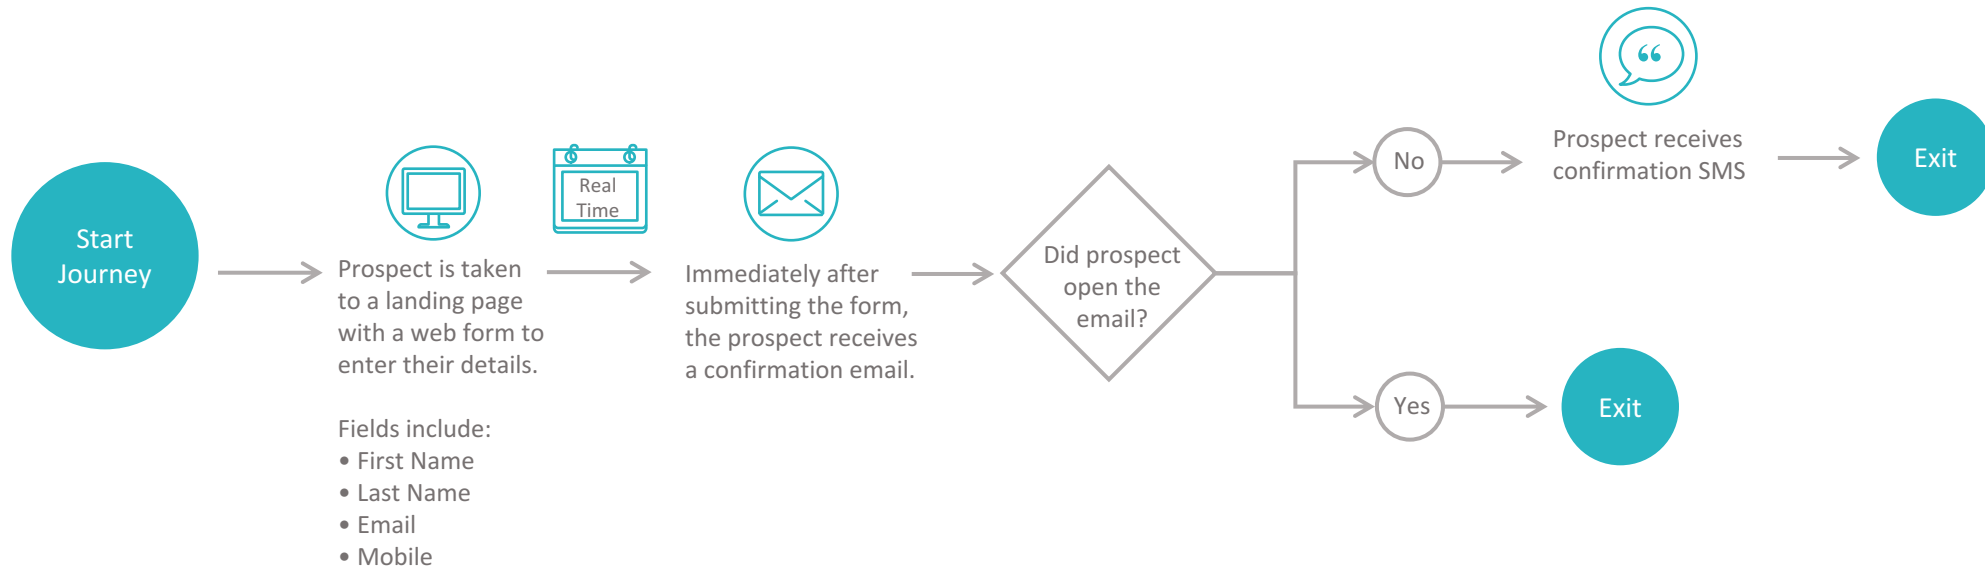 Start
Journey
Prospect is taken
to a landing page
with a web form to
enter their details.
Fields include:
• First Name
• Last Name
• Email
• Mobile
Real
Time
Immediately after
submitting the form,
the prospect receives
a confirmation email.
Did prospect
open the
email?
No
Prospect receives
confirmation SMS
Exit
Yes
Exit